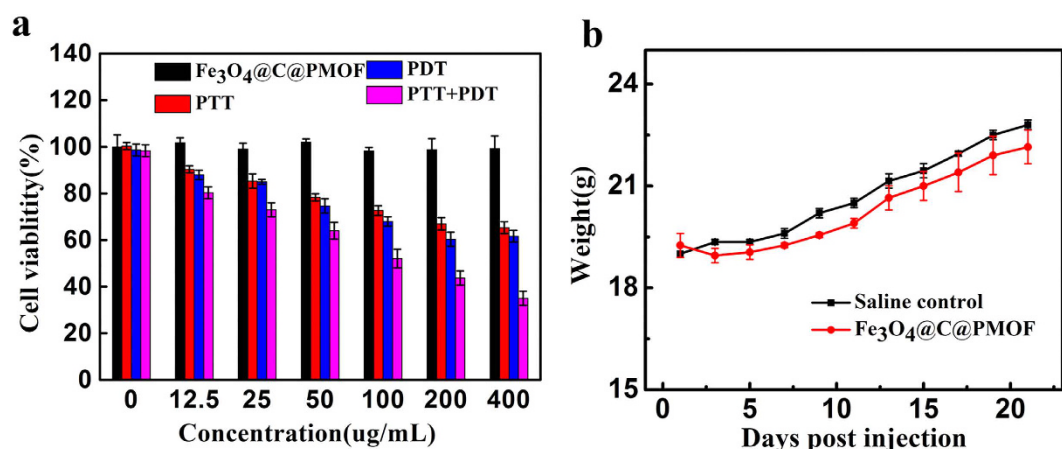 a
140
120
100
80
60
40
20
0
Cell viablitity(%)
Fe3O4@C@PMOF
PTT
PDT
PTT+PDT
0 12.5 25 50 100 200 400
Concentration(ug/mL)
b
24
21
18
15
Weight(g)
Saline control
Fe3O4@C@PMOF
0 5 10 15 20
Days post injection